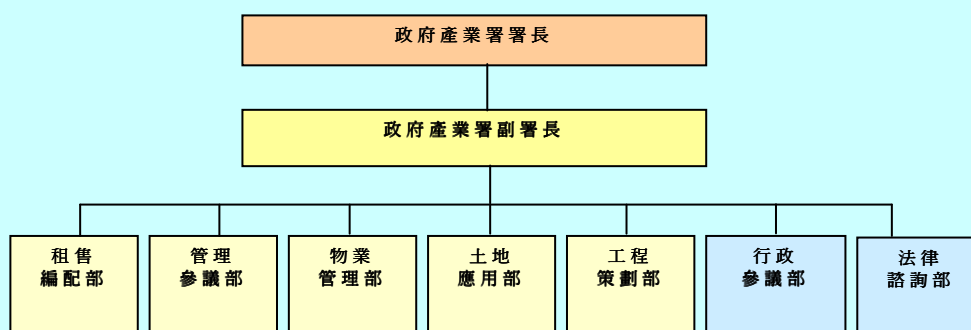 政府產業署署長
政府產業署副署長
租售
編配部
管理
參議部
物業
管理部
土地
應用部
工程
策劃部
行政
參議部
法律
諮詢部